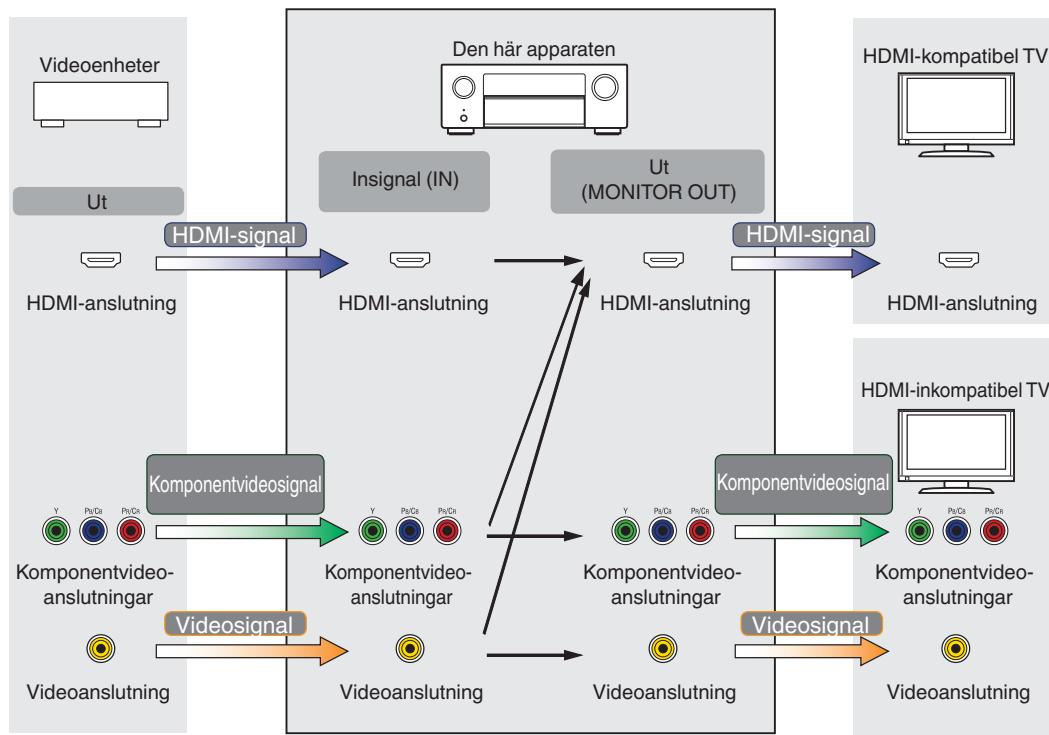 Videoenheter
Den här apparaten
HDMI-kompatibel TV
Insignal (IN)
Ut
(MONITOR OUT)
Ut
HDMI-signal
HDMI-signal
HDMI-anslutning
HDMI-anslutning
HDMI-anslutning
HDMI-anslutning
HDMI-inkompatibel TV
Komponentvideosignal
Komponentvideosignal
Y PB/CB PR/CR
Y PB/CB PR/CR
Y PB/CB PR/CR
Y PB/CB PR/CR
Komponentvideo-
anslutningar
Komponentvideo-
anslutningar
Komponentvideo-
anslutningar
Komponentvideo-
anslutningar
Videosignal
Videosignal
Videoanslutning
Videoanslutning
Videoanslutning
Videoanslutning